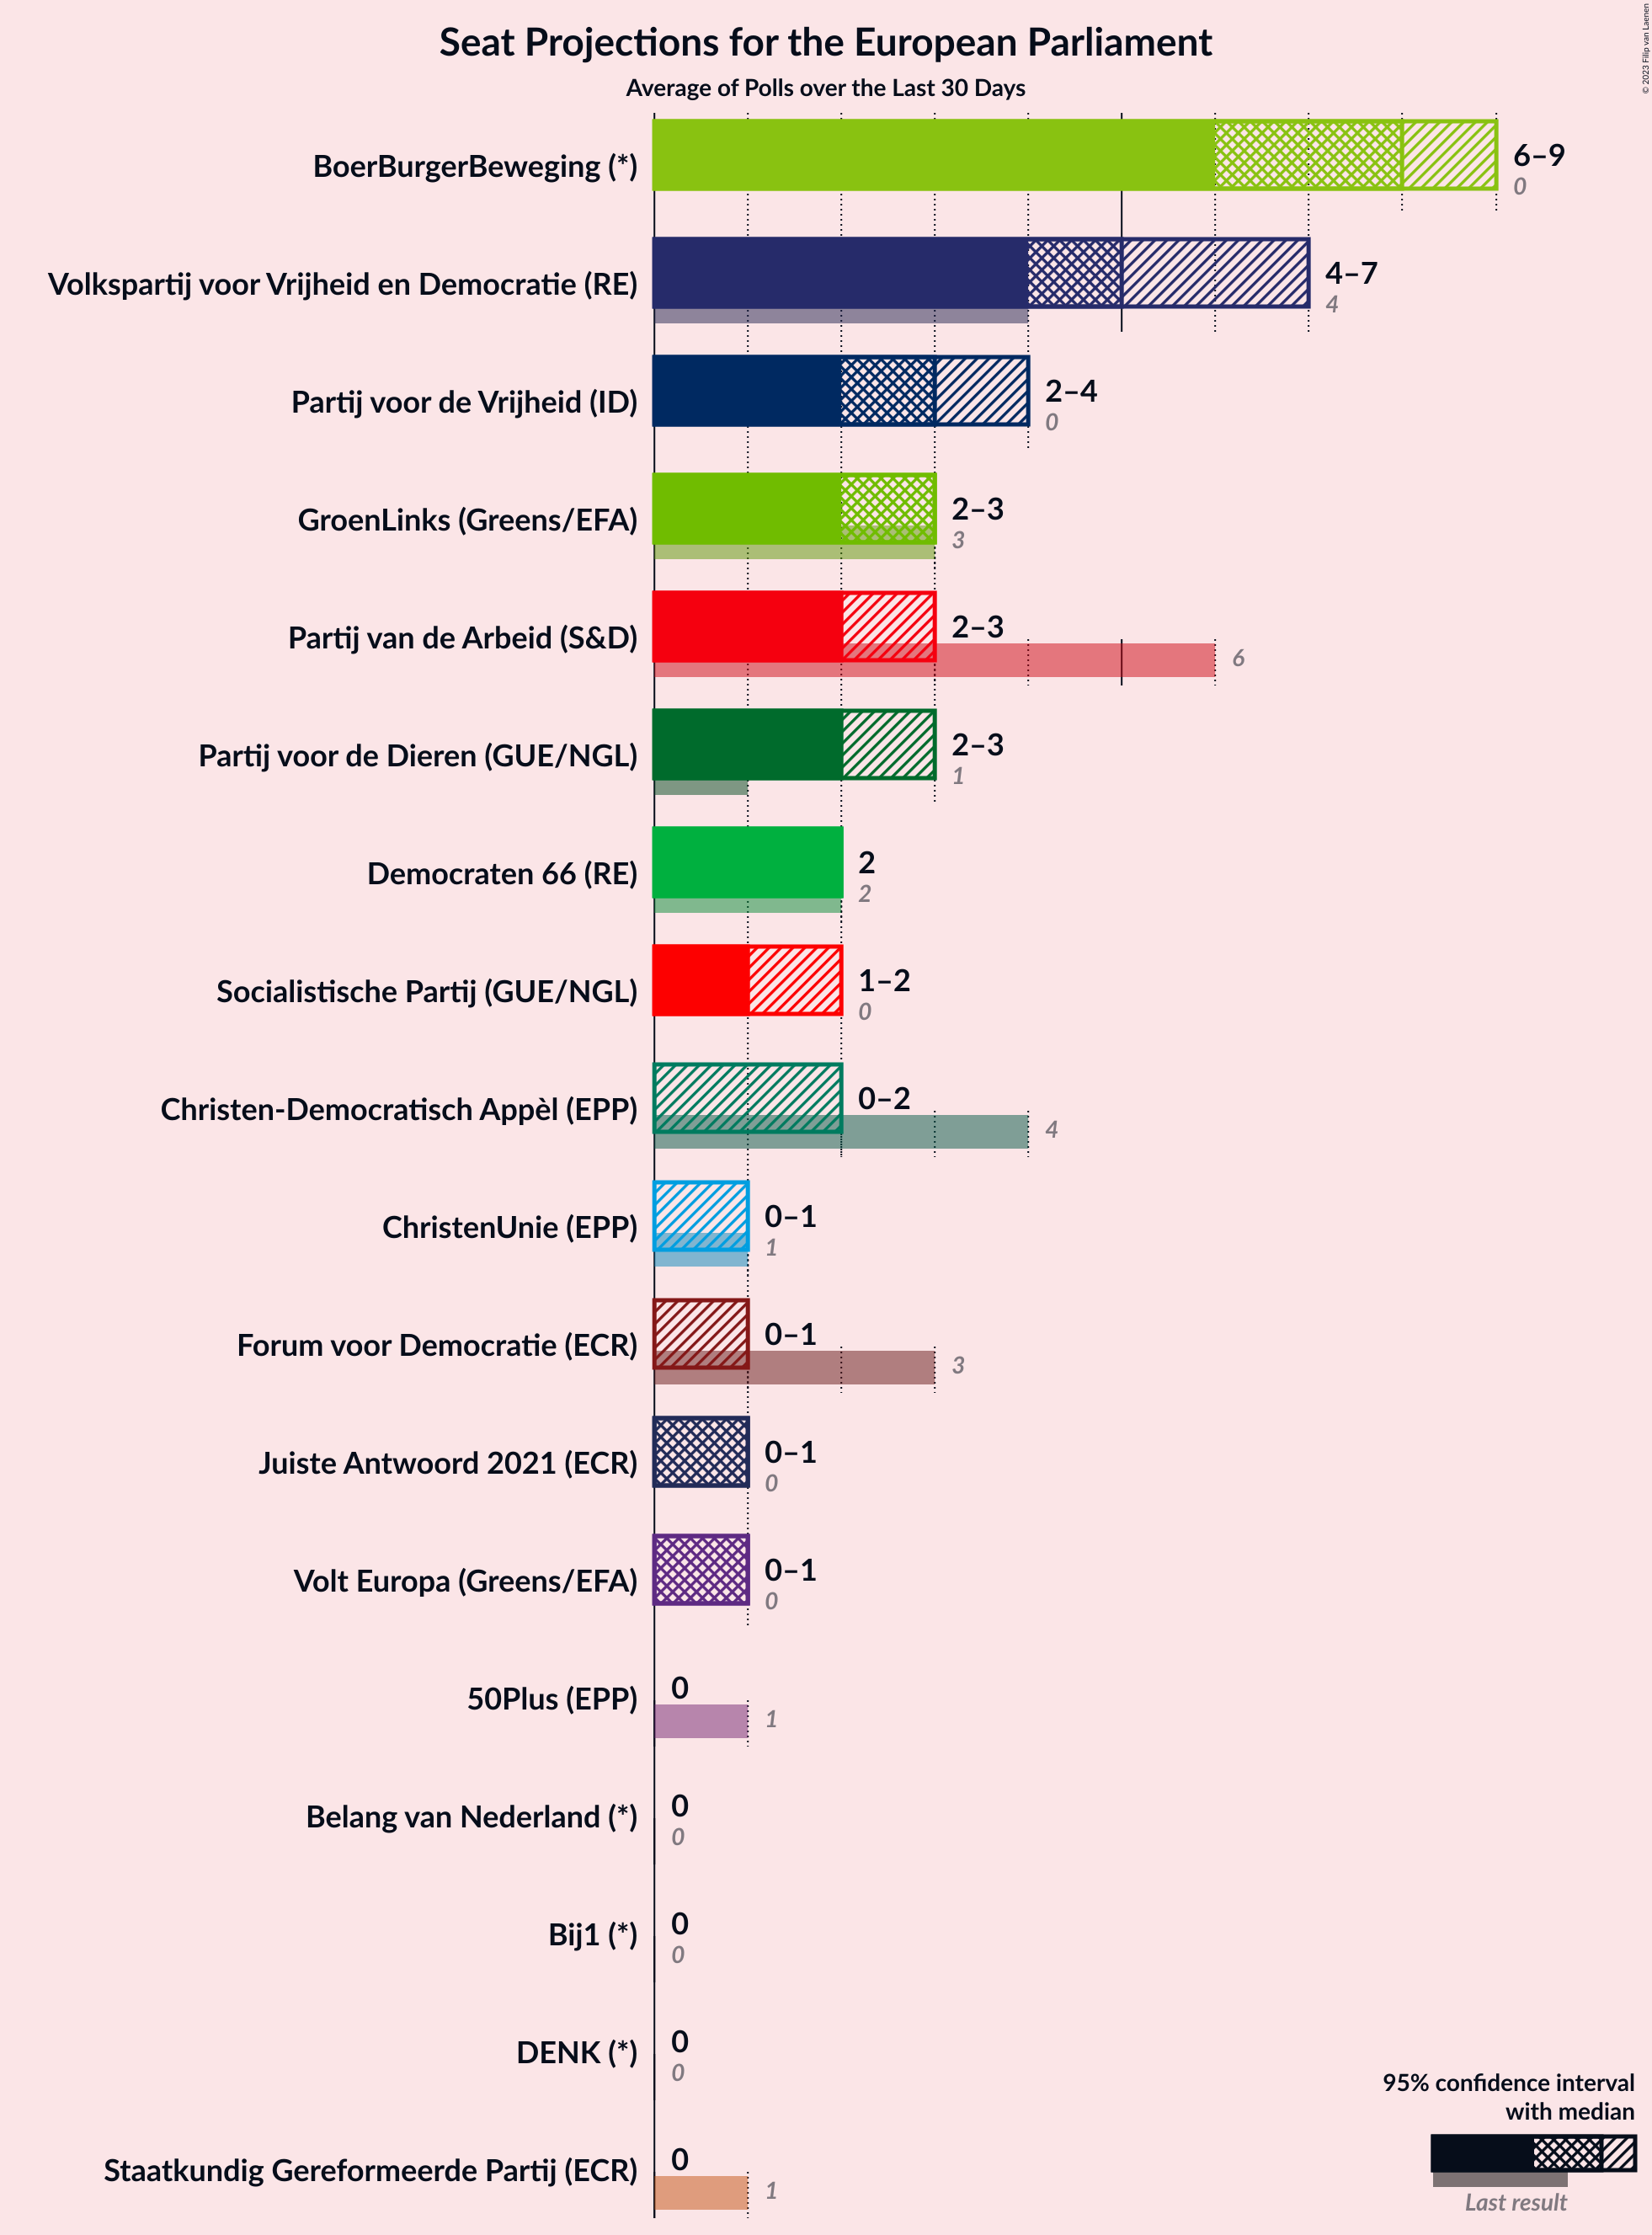 Seat Projections for the European Parliament
Average of Polls over the Last 30 Days
© 2023 Filip van Laenen
BoerBurgerBeweging (*)
6–9
0
Volkspartij voor Vrijheid en Democratie (RE)
4–7
4
Partij voor de Vrijheid (ID)
2–4
0
GroenLinks (Greens/EFA)
2–3
3
Partij van de Arbeid (S&D)
2–3
6
Partij voor de Dieren (GUE/NGL)
2–3
1
Democraten 66 (RE)
2
2
Socialistische Partij (GUE/NGL)
1–2
0
Christen-Democratisch Appèl (EPP)
0–2
4
ChristenUnie (EPP)
0–1
1
Forum voor Democratie (ECR)
0–1
3
Juiste Antwoord 2021 (ECR)
0–1
0
Volt Europa (Greens/EFA)
0–1
0
50Plus (EPP)
0
1
Belang van Nederland (*)
0
0
Bij1 (*)
0
0
DENK (*)
0
0
Staatkundig Gereformeerde Partij (ECR)
0
1
95% confidence interval
with median
Last result